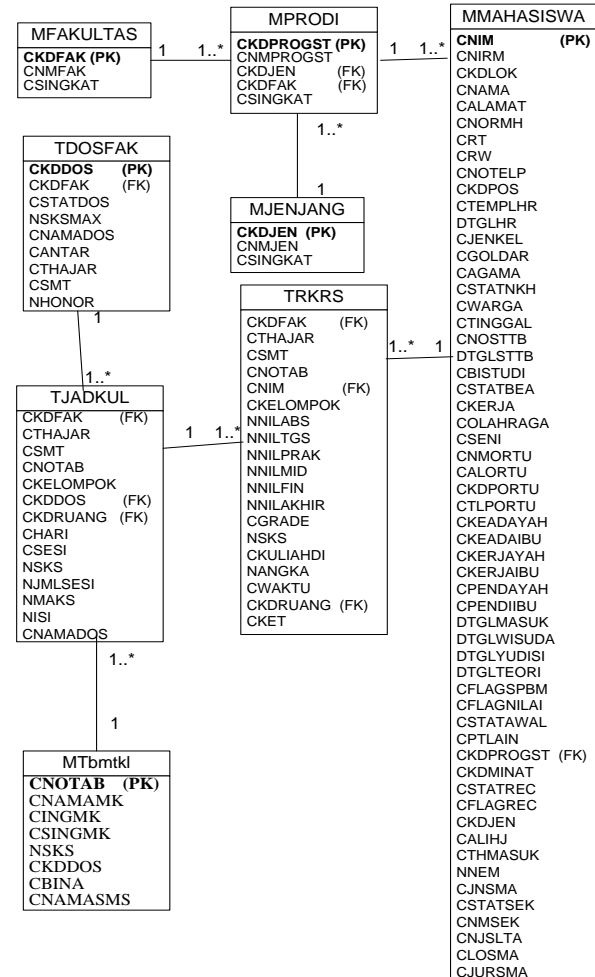 MFAKULTAS
CKDFAK (PK)
CNMFAK
CSINGKAT
1 1..*
MPRODI
CKDPROGST (PK)
CNMPROGST
CKDJEN (FK)
CKDFAK (FK)
CSINGKAT
1 1..*
1..*
1
MJENJANG
CKDJEN (PK)
CNMJEN
CSINGKAT
TDOSFAK
CKDDOS (PK)
CKDFAK (FK)
CSTATDOS
NSKSMAX
CNAMADOS
CANTAR
CTHAJAR
CSMT
NHONOR
1
1..*
TJADKUL
CKDFAK (FK)
CTHAJAR
CSMT
CNOTAB
CKELOMPOK
CKDDOS (FK)
CKDRUANG (FK)
CHARI
CSESI
NSKS
NJMLSESI
NMAKS
NISI
CNAMADOS
1 1..*
1..*
1
MTbmtkl
CNOTAB (PK)
CNAMAMK
CINGMK
CSINGMK
NSKS
CKDDOS
CBINA
CNAMASMS
TRKRS
CKDFAK (FK)
CTHAJAR
CSMT
CNOTAB
CNIM (FK)
CKELOMPOK
NNILABS
NNILTGS
NNILPRAK
NNILMID
NNILFIN
NNILAKHIR
CGRADE
NSKS
CKULIAHDI
NANGKA
CWAKTU
CKDRUANG (FK)
CKET
1..* 1
MMAHASISWA
CNIM (PK)
CNIRM
CKDLOK
CNAMA
CALAMAT
CNORMH
CRT
CRW
CNOTELP
CKDPOS
CTEMPLHR
DTGLHR
CJENKEL
CGOLDAR
CAGAMA
CSTATNKH
CWARGA
CTINGGAL
CNOSTTB
DTGLSTTB
CBISTUDI
CSTATBEA
CKERJA
COLAHRAGA
CSENI
CNMORTU
CALORTU
CKDPORTU
CTLPORTU
CKEADAYAH
CKEADAIBU
CKERJAYAH
CKERJAIBU
CPENDAYAH
CPENDIIBU
DTGLMASUK
DTGLWISUDA
DTGLYUDISI
DTGLTEORI
CFLAGSPBM
CFLAGNILAI
CSTATAWAL
CPTLAIN
CKDPROGST (FK)
CKDMINAT
CSTATREC
CFLAGREC
CKDJEN
CALIHJ
CTHMASUK
NNEM
CJNSMA
CSTATSEK
CNMSEK
CNJSLTA
CLOSMA
CJURSMA